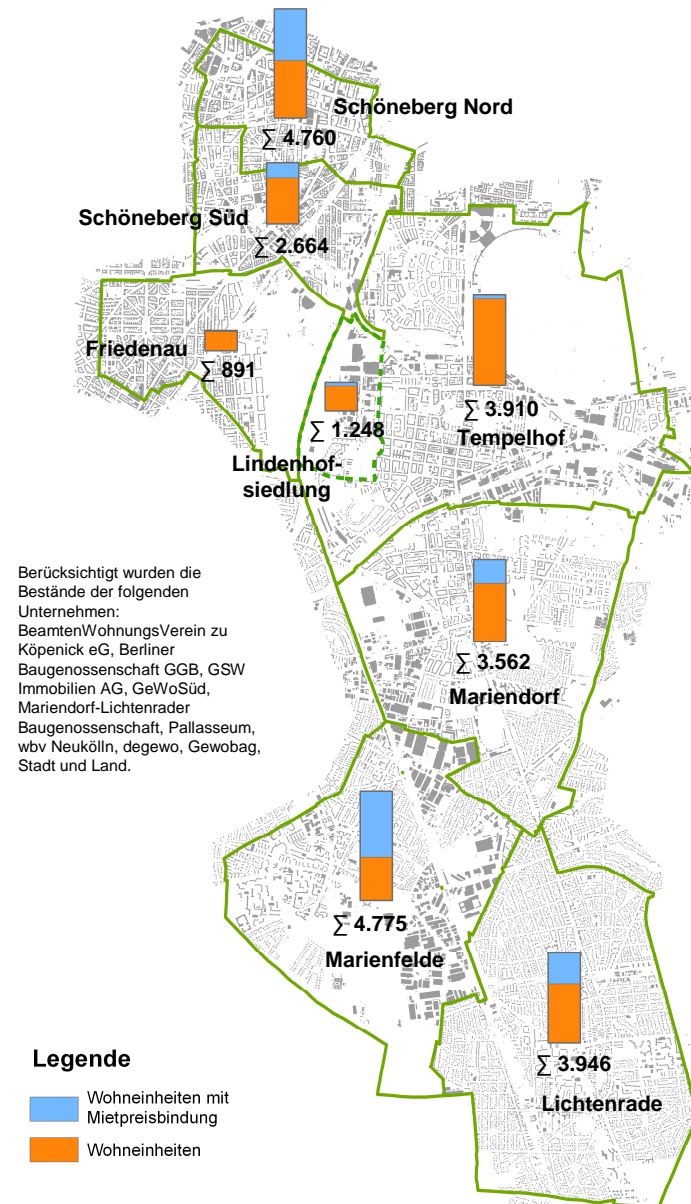 Schöneberg Nord
∑ 4.760
Schöneberg Süd
∑ 2.664
Friedenau
∑ 891
∑ 1.248
Lindenhof-
siedlung
∑ 3.910
Tempelhof
Berücksichtigt wurden die
Bestände der folgenden
Unternehmen:
BeamtenWohnungsVerein zu
Köpenick eG, Berliner
Baugenossenschaft GGB, GSW
Immobilien AG, GeWoSüd,
Mariendorf-Lichtenrader
Baugenossenschaft, Pallasseum,
wbv Neukölln, degewo, Gewobag,
Stadt und Land.
∑ 3.562
Mariendorf
∑ 4.775
Marienfelde
∑ 3.946
Lichtenrade
Legende
Wohneinheiten mit
Mietpreisbindung
Wohneinheiten